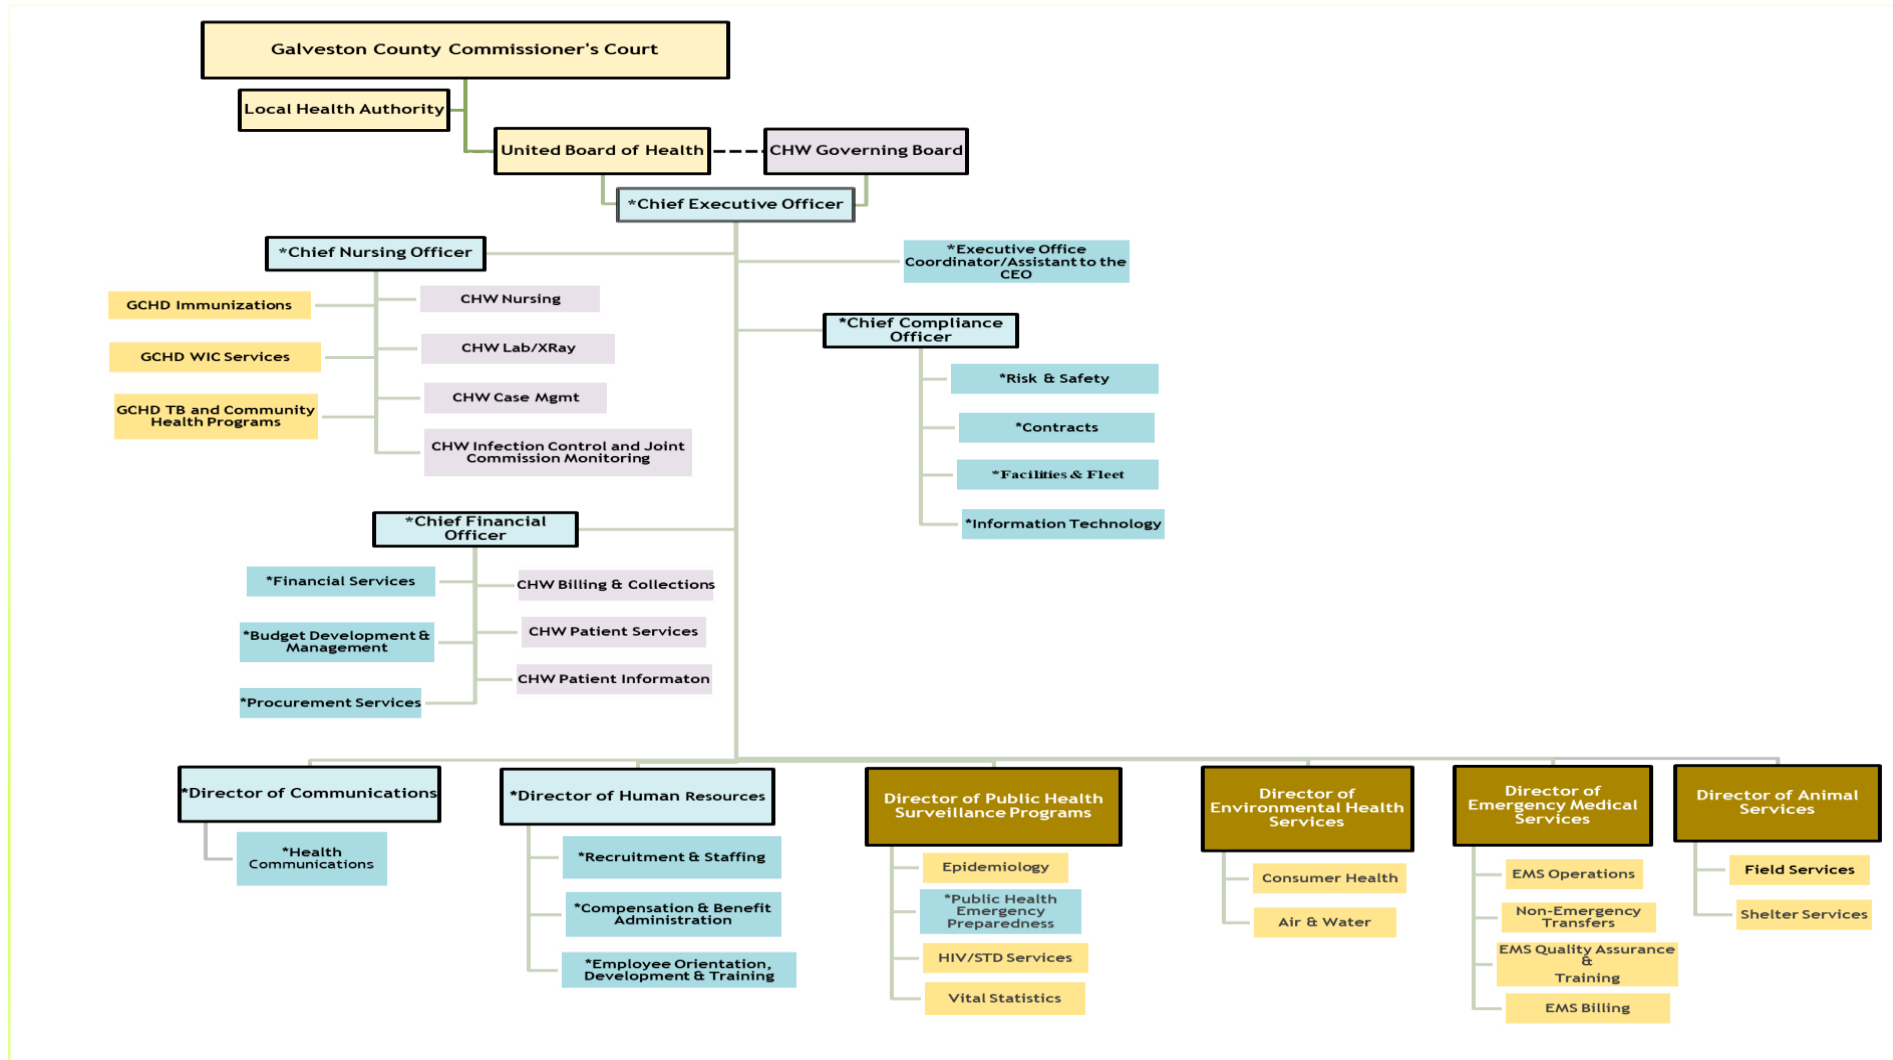 Galveston County Commissioner's Court
Local Health Authority
United Board of Health
CHW Governing Board
*Chief Executive Officer
*Chief Nursing Officer
*Executive Office
Coordinator/Assistant to the
CEO
GCHD Immunizations
CHW Nursing
*Chief Compliance
Officer
GCHD WIC Services
CHW Lab/XRay
*Risk & Safety
GCHD TB and Community
Health Programs
CHW Case Mgmt
*Contracts
CHW Infection Control and Joint
Commission Monitoring
*Facilities & Fleet
*Information Technology
*Chief Financial
Officer
*Financial Services
CHW Billing & Collections
*Budget Development &
Management
CHW Patient Services
*Procurement Services
CHW Patient Informaton
*Director of Communications
*Health
Communications
*Director of Human Resources
*Recruitment & Staffing
*Compensation & Benefit
Administration
*Employee Orientation,
Development & Training
Director of Public Health
Surveillance Programs
Epidemiology
*Public Health
Emergency
Preparedness
HIV/STD Services
Vital Statistics
Director of
Environmental Health
Services
Consumer Health
Air & Water
Director of
Emergency Medical
Services
EMS Operations
Non-Emergency
Transfers
EMS Quality Assurance
&
Training
EMS Billing
Director of Animal
Services
Field Services
Shelter Services